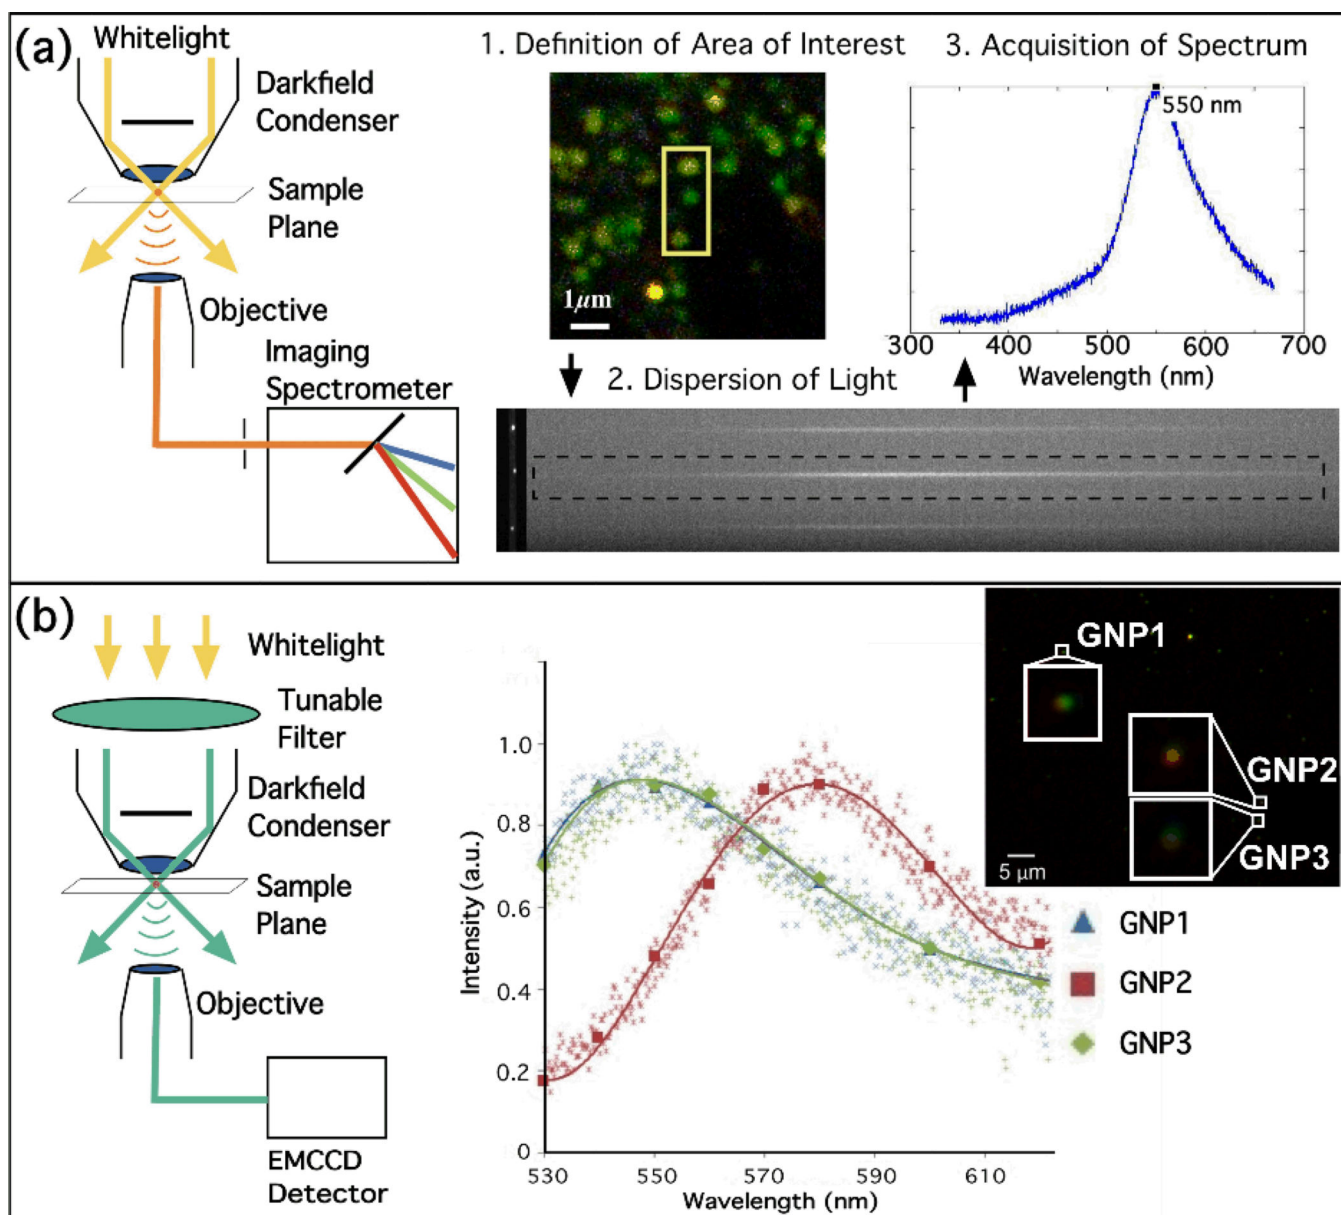 (a)
Whitelight
Darkfield
Condenser
Sample
Plane
Objective
Imaging
Spectrometer
1. Definition of Area of Interest
1μm
2. Dispersion of Light
3. Acquisition of Spectrum
550 nm
300 400 500 600 700
Wavelength (nm)
(b)
Whitelight
Tunable
Filter
Darkfield
Condenser
Sample
Plane
Objective
EMCCD
Detector
Intensity (a.u.)
1.0
0.8
0.6
0.4
0.2
0
530 550 570 590 610
Wavelength (nm)
GNP1
GNP2
GNP3
5 μm
GNP1
GNP2
GNP3